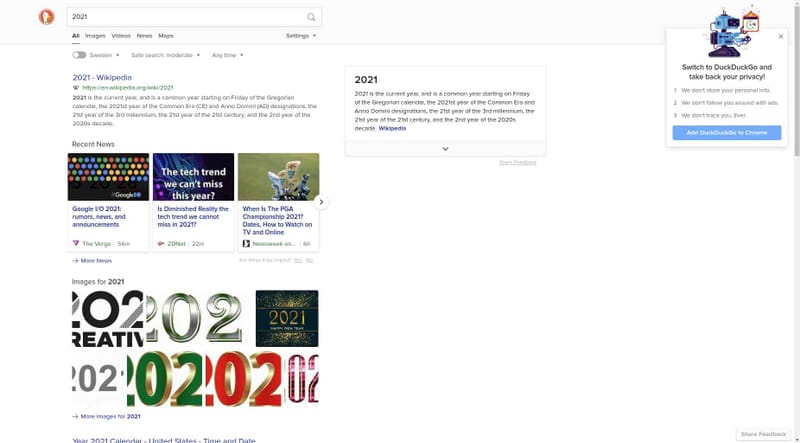 2021
All Images Videos News Maps
Settings
Sweden
Safe search: moderate
Any time
2021 - Wikipedia
W https://en.wikipedia.org/wiki/2021
2021 is the current year, and is a common year starting on Friday of the Gregorian
calendar, the 2021st year of the Common Era (CE) and Anno Domini (AD) designations, the
21st year of the 3rd millennium, the 21st year of the 21st century, and the 2nd year of the 2020s
decade.
Recent News
Google I/O
The tech trend
we can't miss
this year?
Google I/O 2021:
rumors, news, and
announcements
The Verge | 56m
Is Diminished Reality the
tech trend we cannot
miss in 2021?
ZDNet | 22m
When Is The PGA
Championship 2021?
Dates, How to Watch on
TV and Online
Newsweek on... | 6h
→ More News
Are these links helpful? Yes No
Images for 2021
202
REATIV
202
2021
HAPPY NEW YEAR
202
202
202
02
→ More Images for 2021
Year 2021 Calendar - United States - Time and Date
2021
2021 is the current year, and is a common year starting on Friday
of the Gregorian calendar, the 2021st year of the Common Era and
Anno Domini designations, the 21st year of the 3rd millennium, the
21st year of the 21st century, and the 2nd year of the 2020s
decade. Wikipedia
Share Feedback
Switch to DuckDuckGo and
take back your privacy!
1 We don't store your personal info.
2 We don't follow you around with ads.
3 We don't track you. Ever.
Add DuckDuckGo to Chrome
Share Feedback